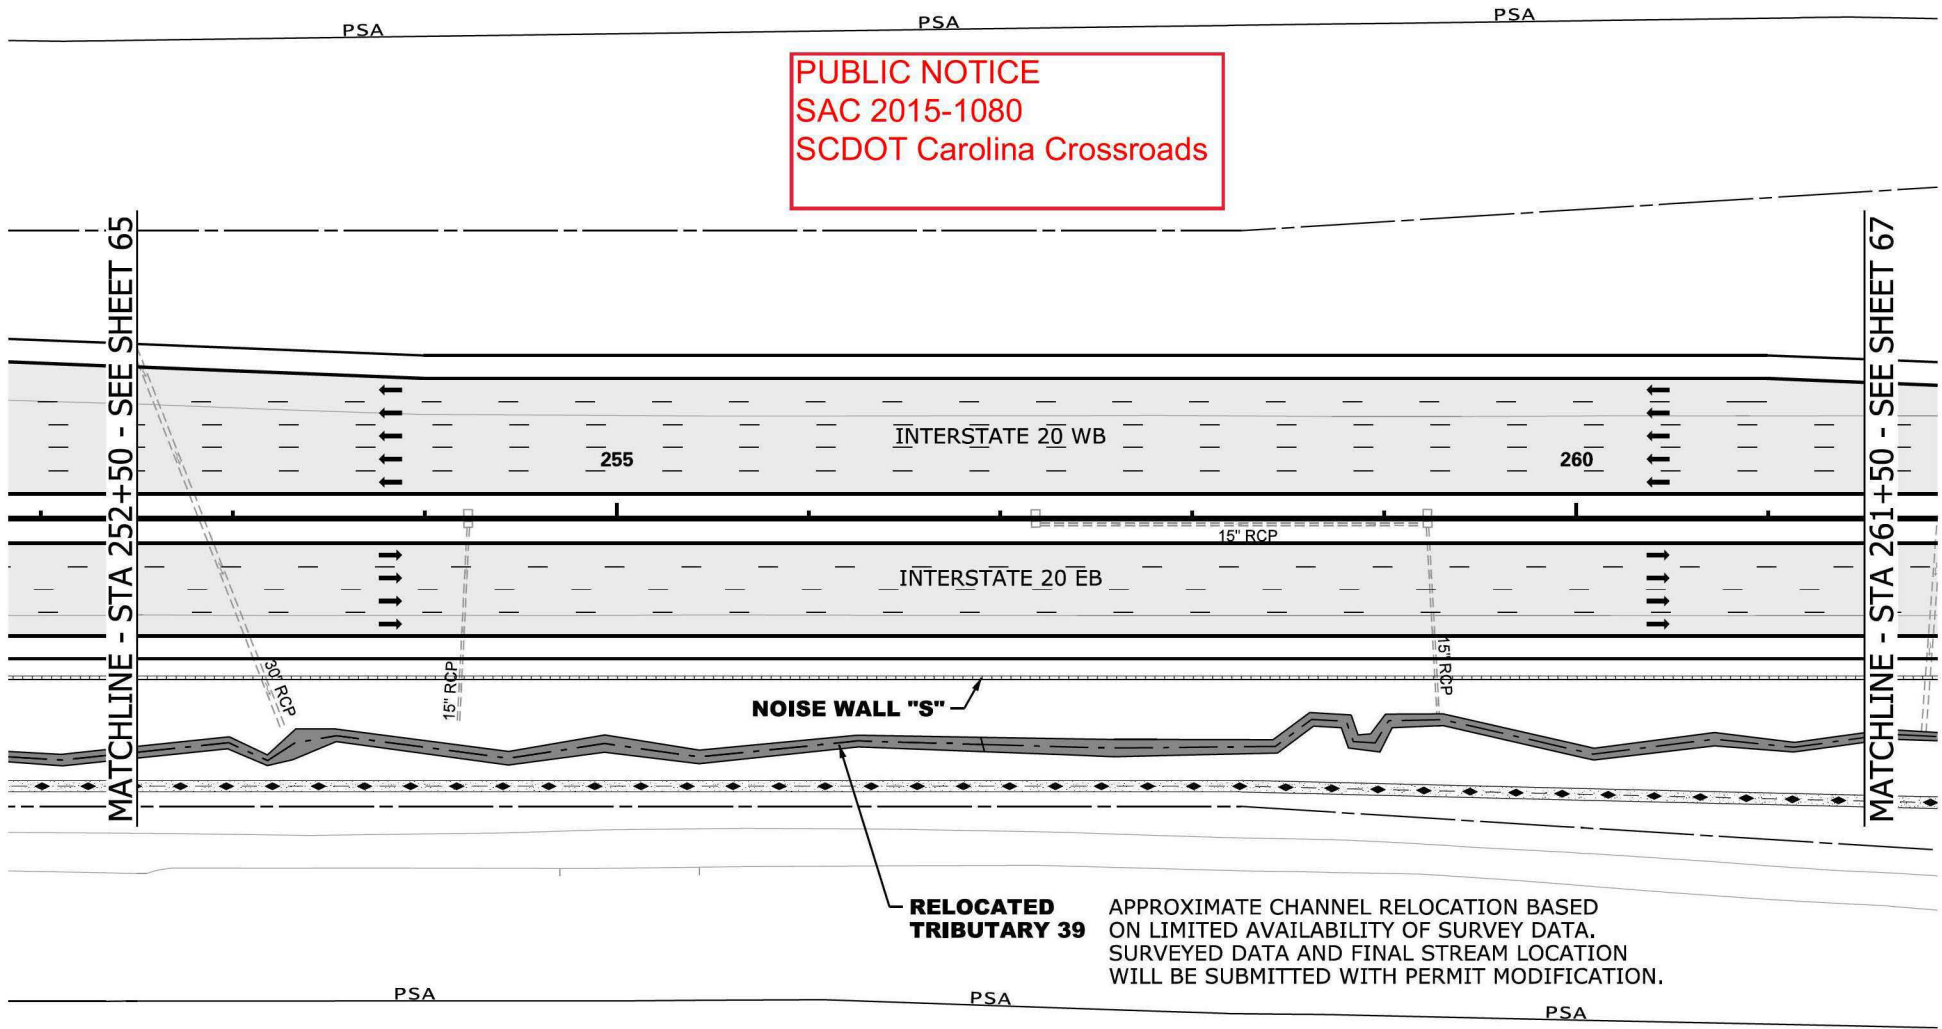 PSA
PSA
PSA
PUBLIC NOTICE
SAC 2015-1080
SCDOT Carolina Crossroads
MATCHLINE - STA 252+50 - SEE SHEET 65
MATCHLINE - STA 261+50 - SEE SHEET 67
INTERSTATE 20 WB
255
260
15" RCP
INTERSTATE 20 EB
30" RCP
15" RCP
15" RCP
NOISE WALL "S"
RELOCATED
TRIBUTARY 39
APPROXIMATE CHANNEL RELOCATION BASED
ON LIMITED AVAILABILITY OF SURVEY DATA.
SURVEYED DATA AND FINAL STREAM LOCATION
WILL BE SUBMITTED WITH PERMIT MODIFICATION.
PSA
PSA
PSA